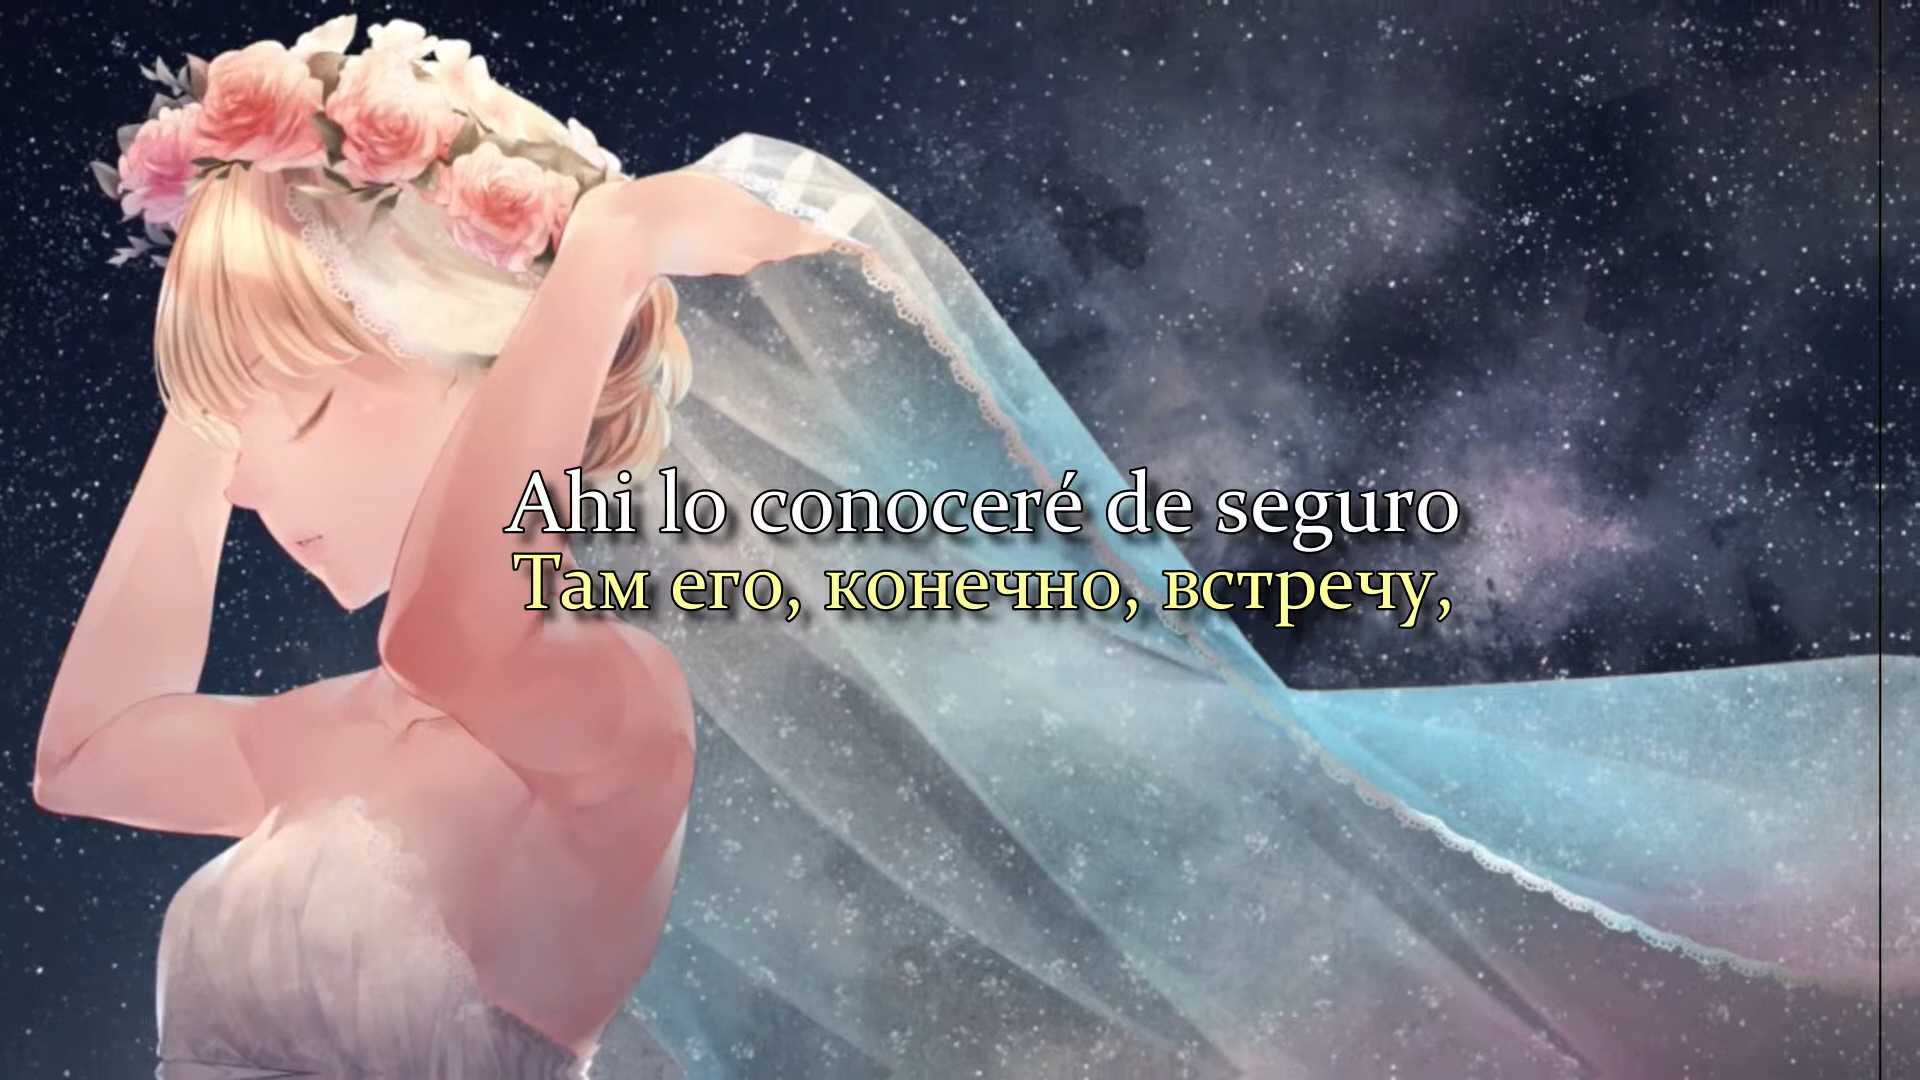 Ahi lo conoceré de seguro
Там его, конечно, встречу,